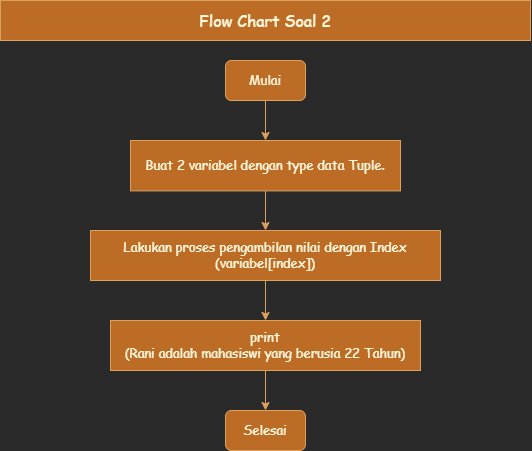 Flow Chart Soal 2
Mulai
Buat 2 variabel dengan type data Tuple.
Lakukan proses pengambilan nilai dengan Index
(variabel[index])
print
(Rani adalah mahasiswi yang berusia 22 Tahun)
Selesai